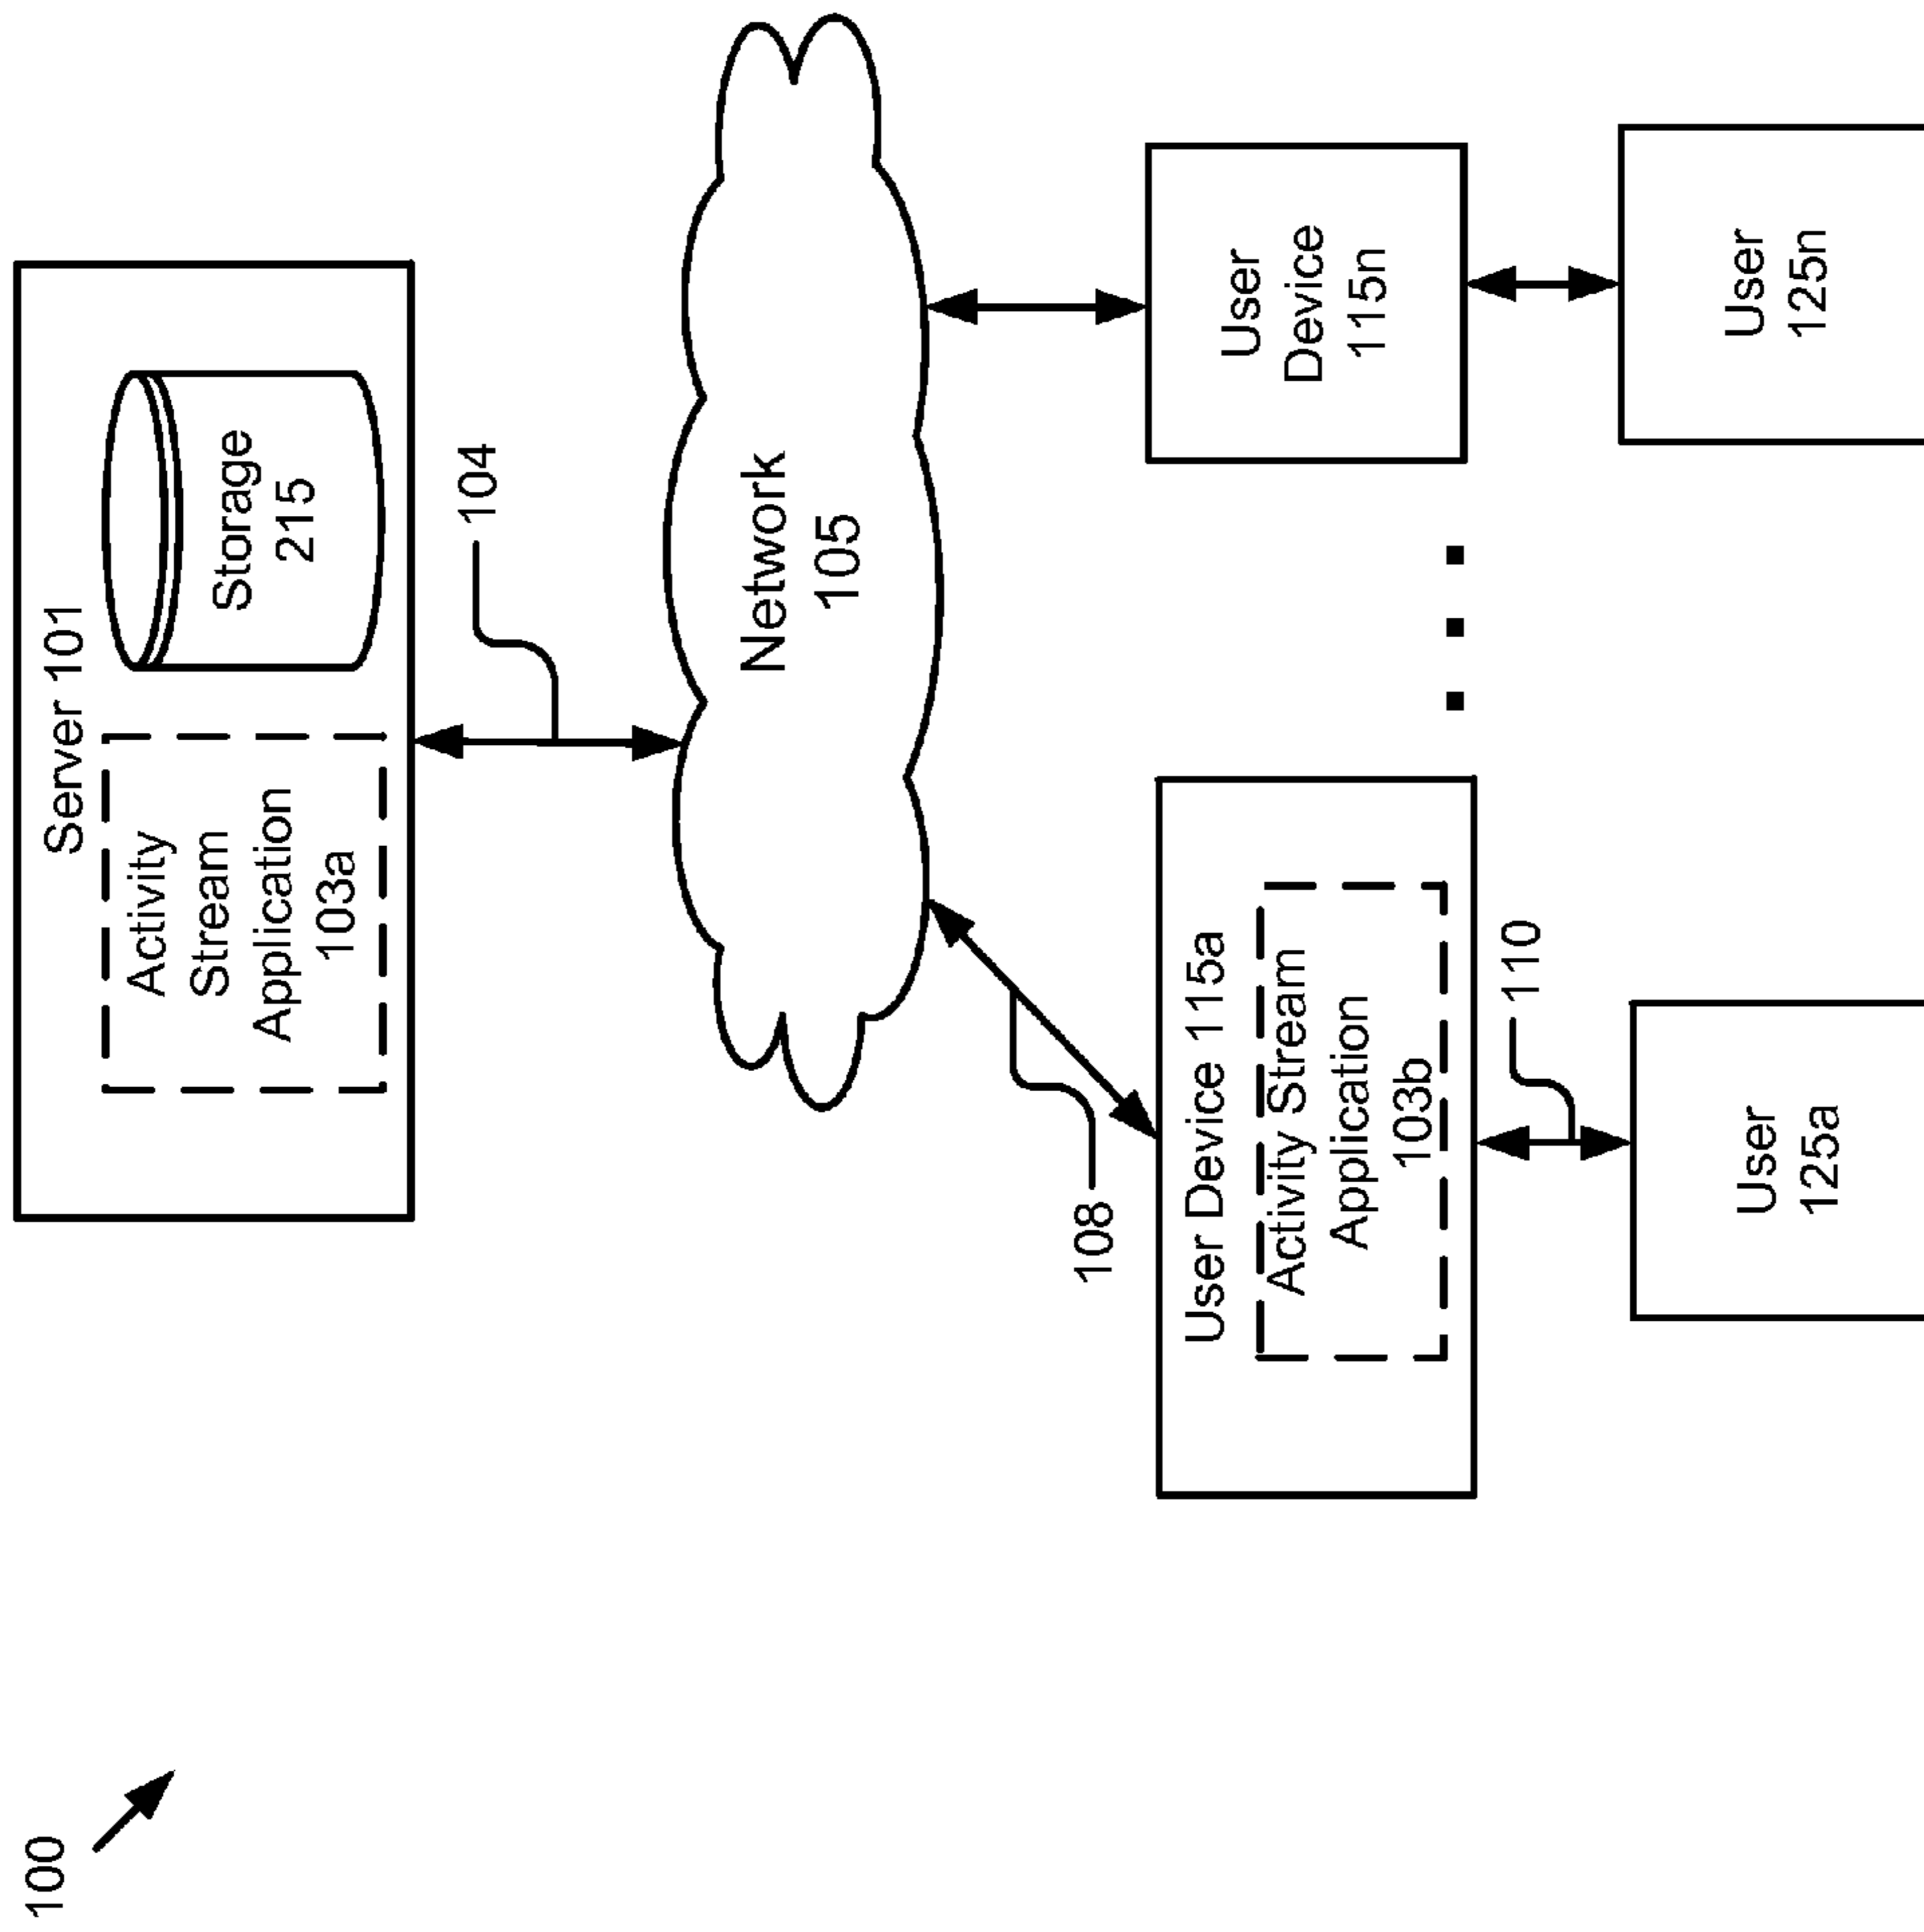 100
Server 101
Activity
Stream
Application
103a
Storage
215
104
Network
105
108
User Device 115a
Activity Stream
Application
103b
User
Device
115n
110
User
125a
User
125n